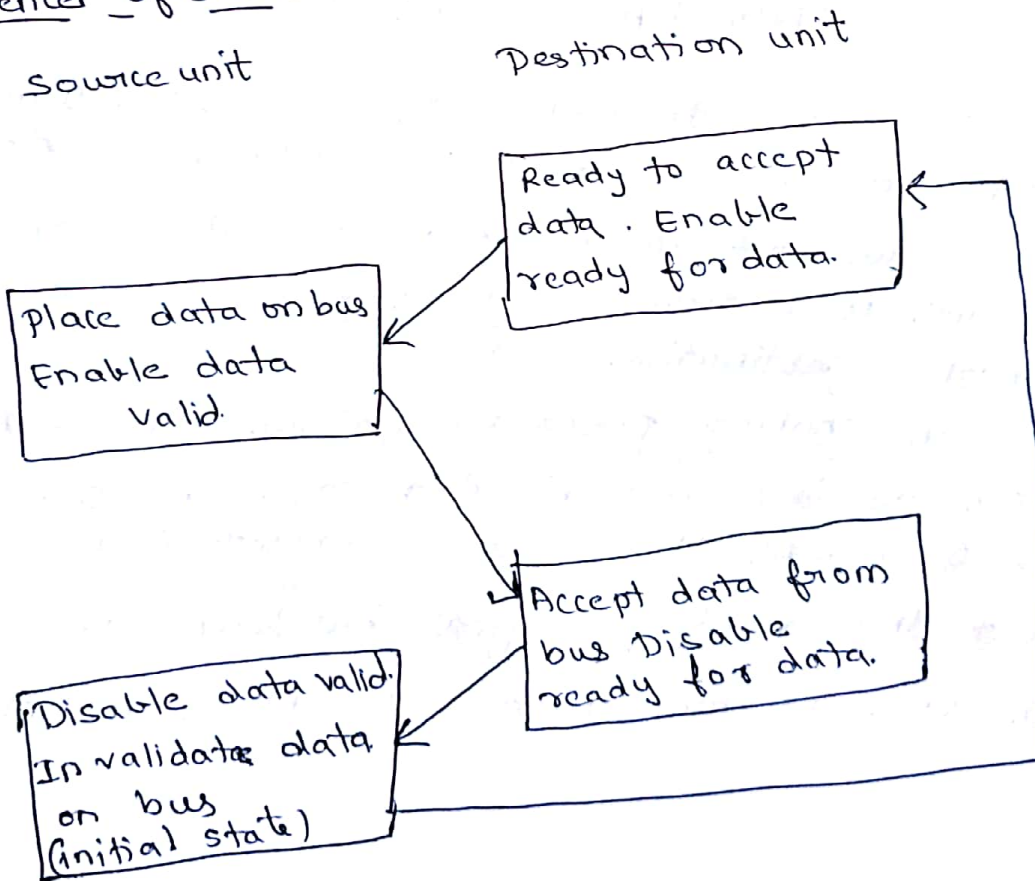 Source unit
Destination unit
Ready to accept
data. Enable
ready for data.
Place data on bus
Enable data
valid.
Accept data from
bus Disable
ready for data.
Disable data valid.
Invalidate data
on bus
(initial state)